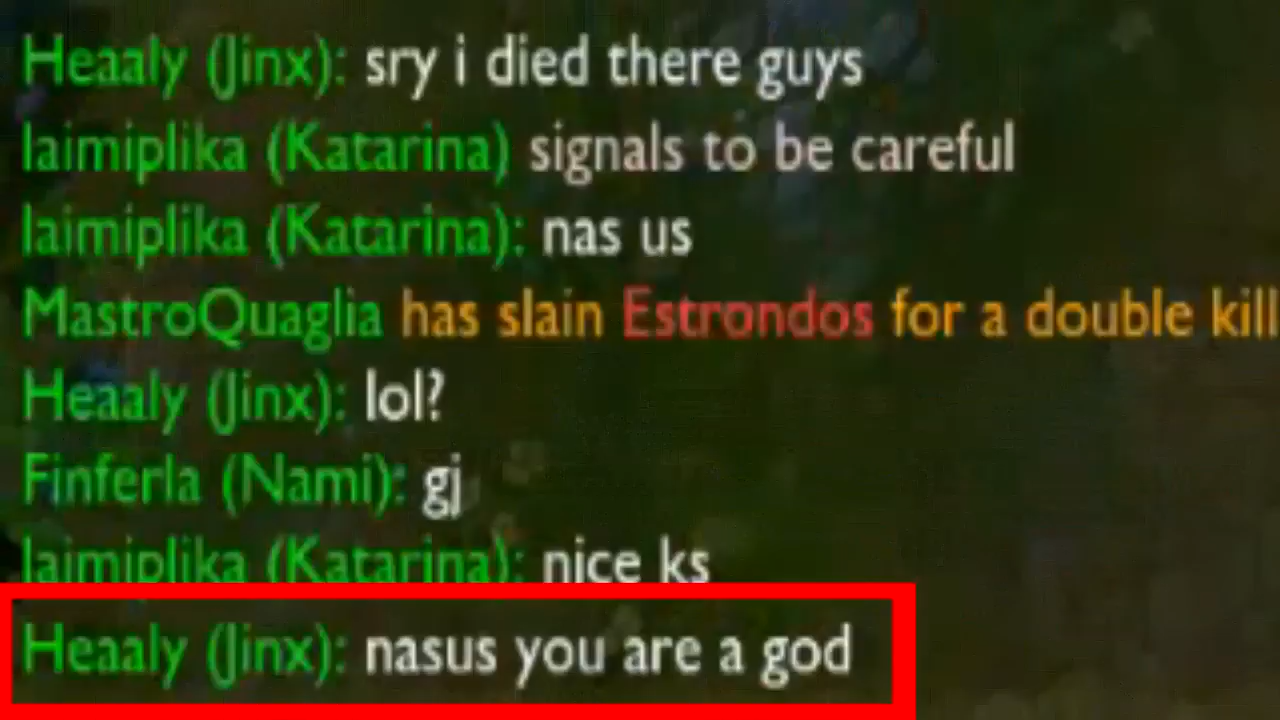 Heaaly (Jinx): sry i died there guys
laimiplika (Katarina) signals to be careful
laimiplika (Katarina): nas us
MastroQuaglia has slain Estrondos for a double kill
Heaaly (Jinx): lol?
Finferla (Nami): gj
laimiplika (Katarina): nice ks
Heaaly (Jinx): nasus you are a god